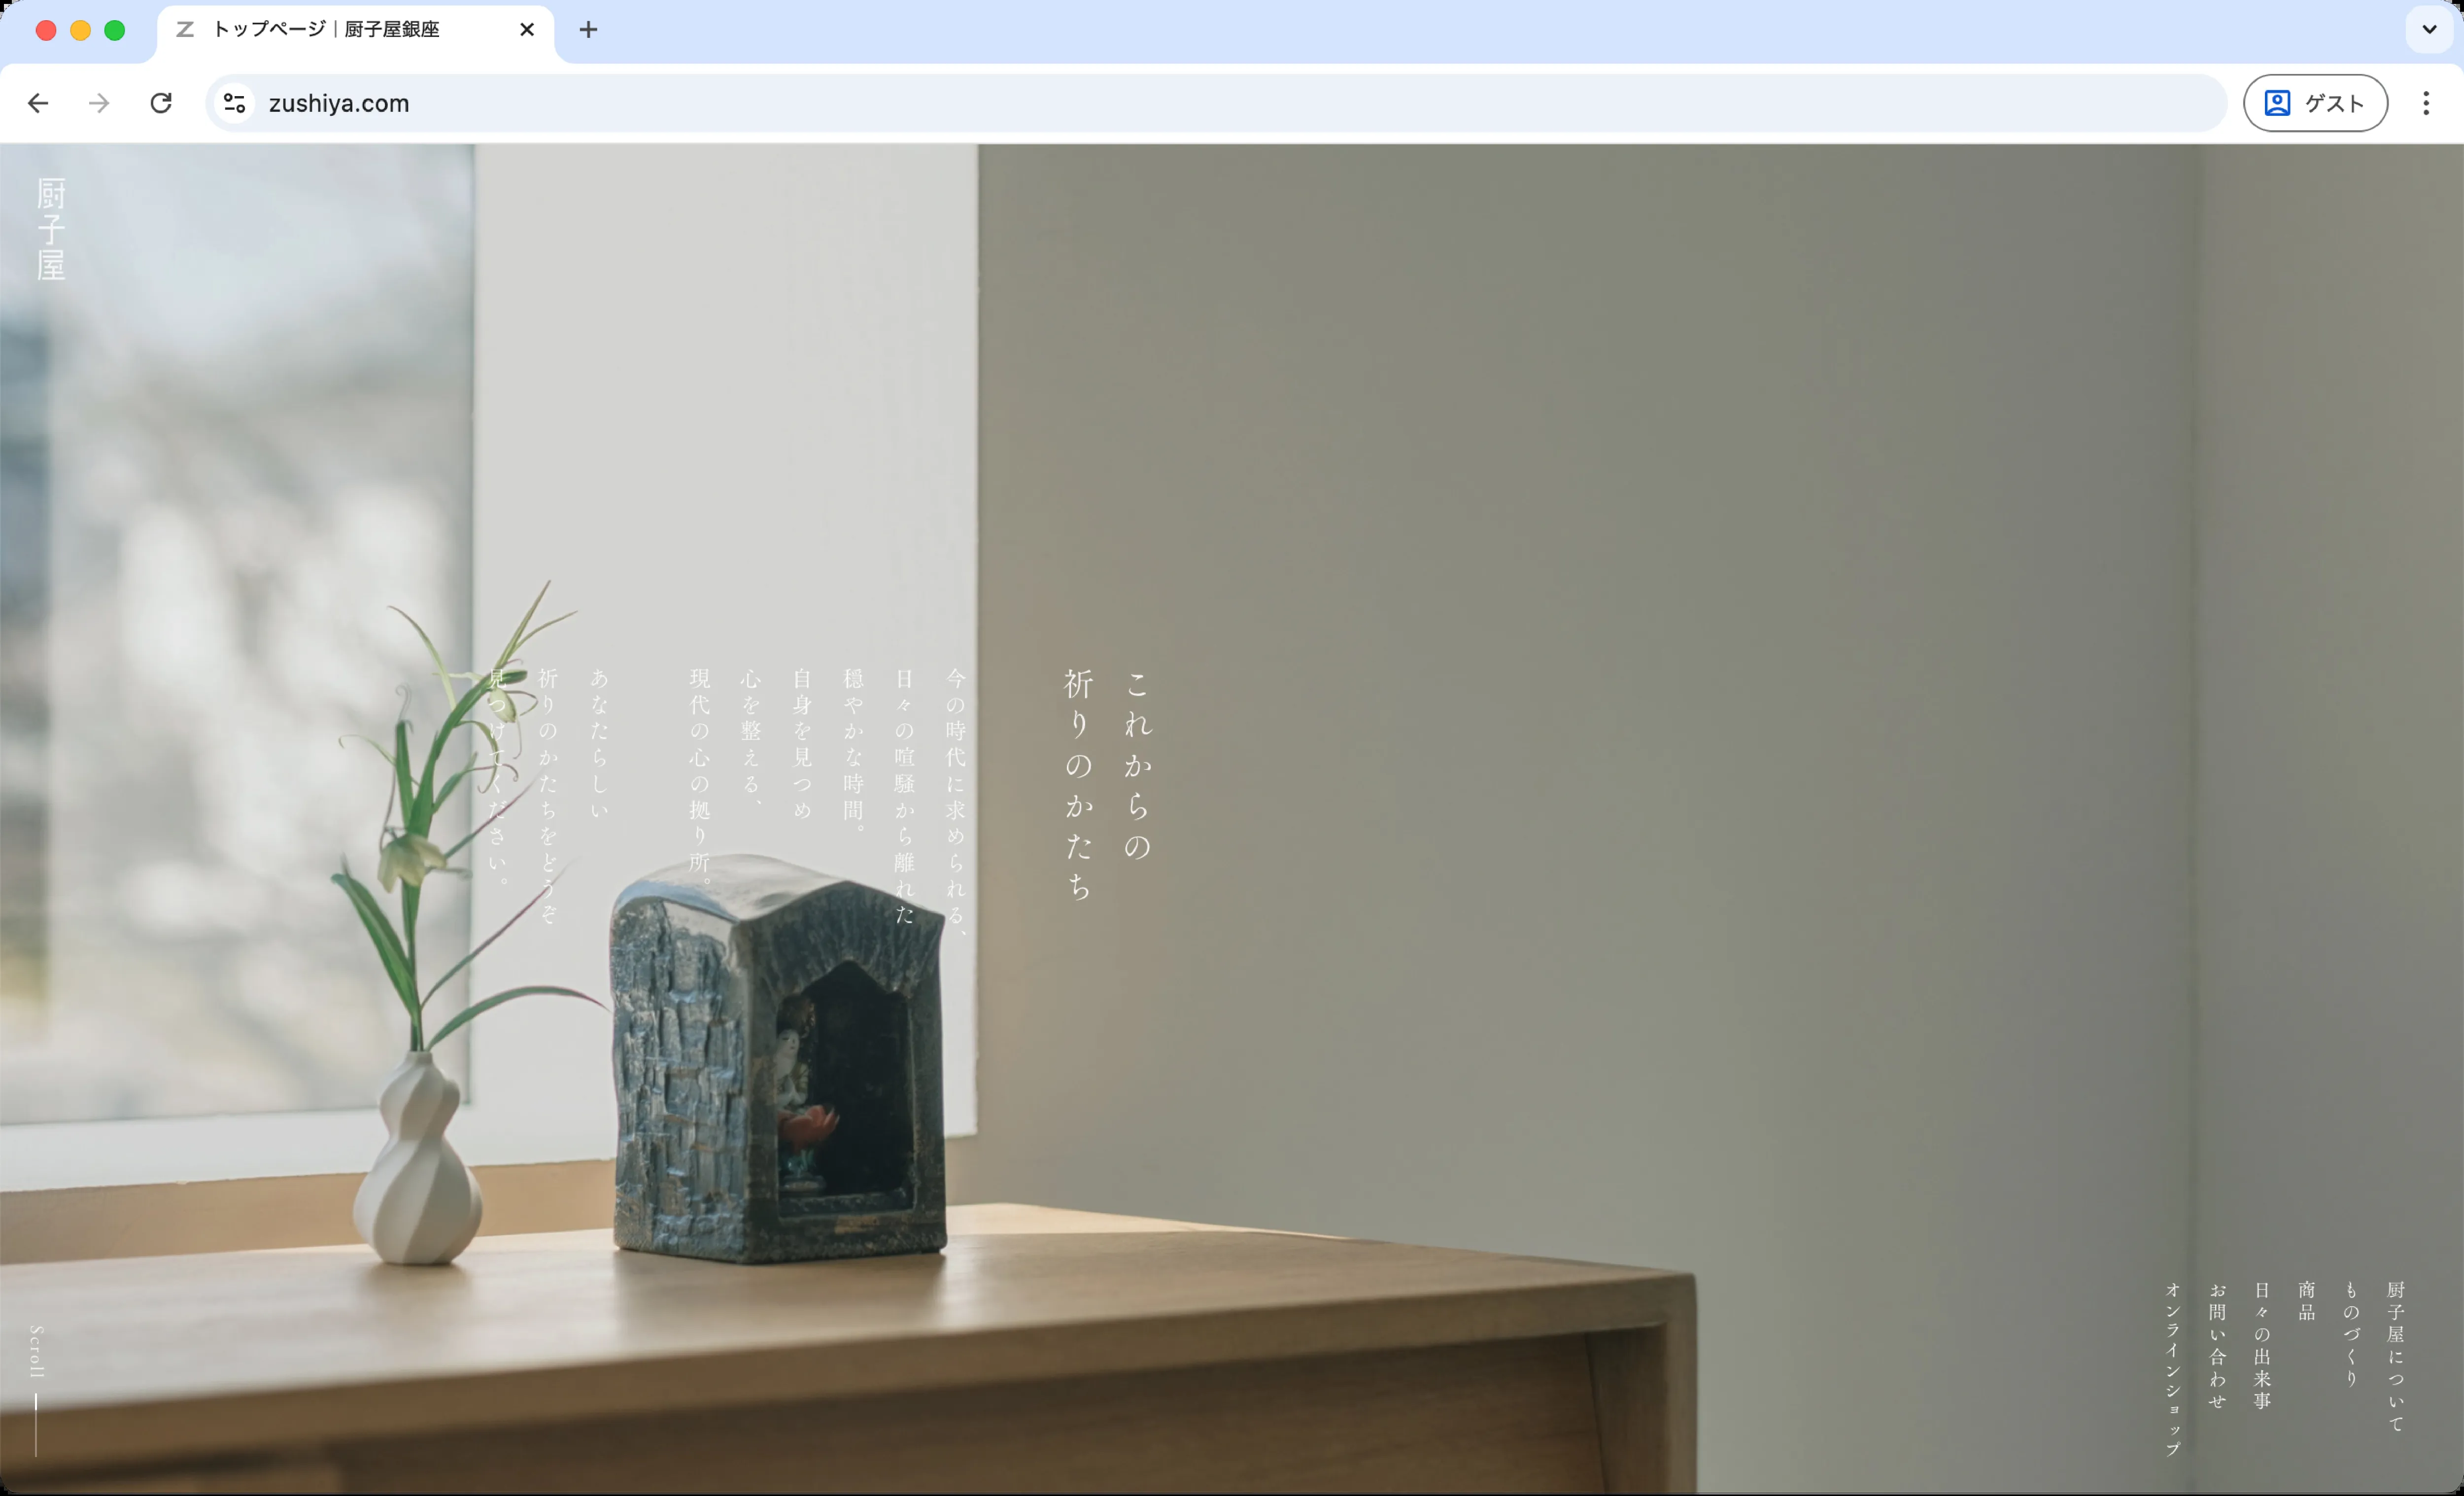 トップページ｜厨子屋銀座
zushiya.com
ゲスト
厨子屋
これからの
祈りのかたち
今の時代に求められる、
日々の喧騒から離れた
穏やかな時間。
自身を見つめ
心を整える、
現代の心の拠り所。
あなたらしい
祈りのかたちをどうぞ
見つけてください。
厨子屋について
ものづくり
商品
日々の出来事
お問い合わせ
オンラインショップ
Scroll